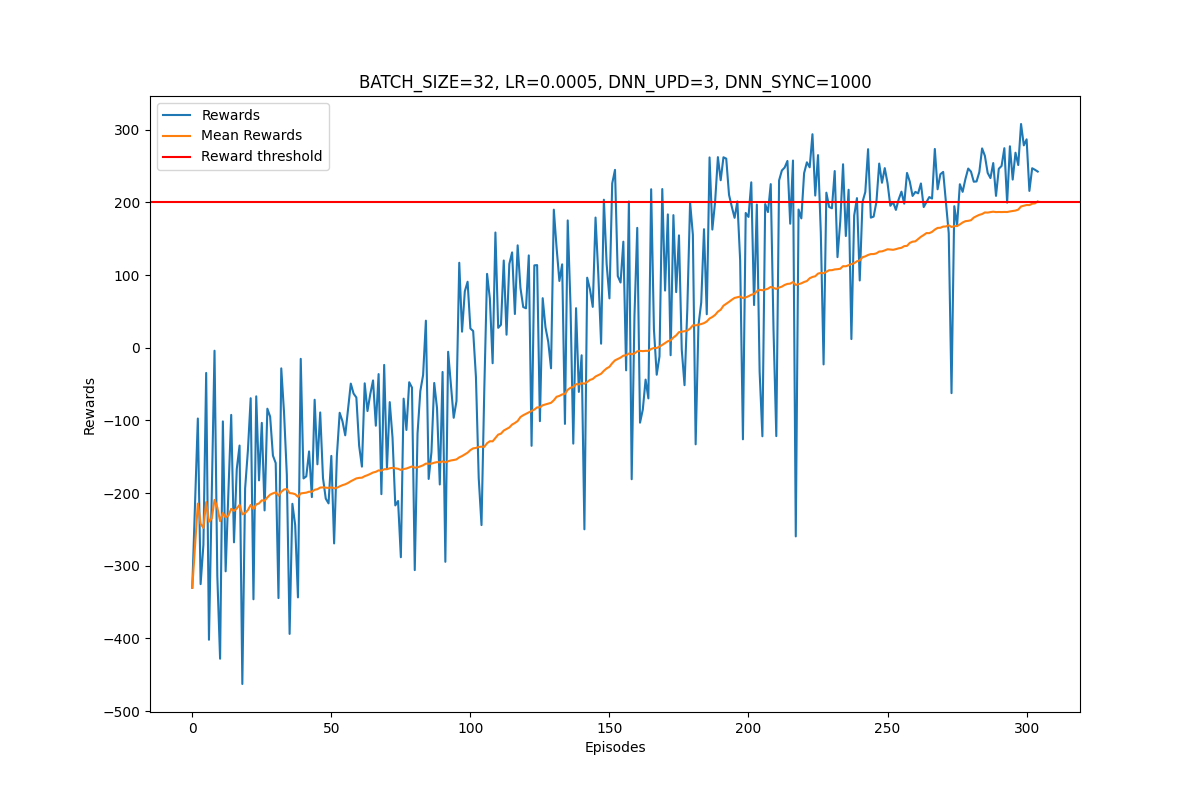 BATCH_SIZE=32, LR=0.0005, DNN_UPD=3, DNN_SYNC=1000
Rewards
Mean Rewards
Reward threshold
300
200
100
0
−100
−200
−300
−400
−500
Rewards
0 50 100 150 200 250 300
Episodes